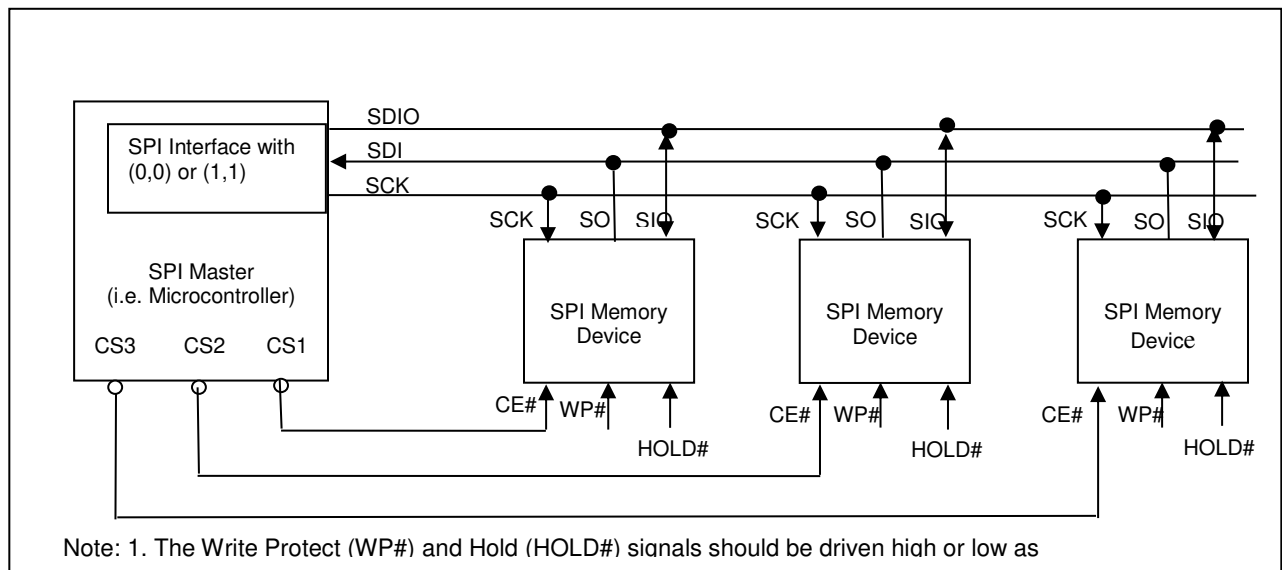 SDIO
SPI Interface with
(0,0) or (1,1)
SDI
SCK
SCK SO SIO SCK SO SIO SCK SO SIO
SPI Master
(i.e. Microcontroller)
SPI Memory
Device
SPI Memory
Device
SPI Memory
Device
CS3 CS2 CS1
CE# WP# HOLD#
CE# WP# HOLD#
CE# WP# HOLD#
Note: 1. The Write Protect (WP#) and Hold (HOLD#) signals should be driven high or low as